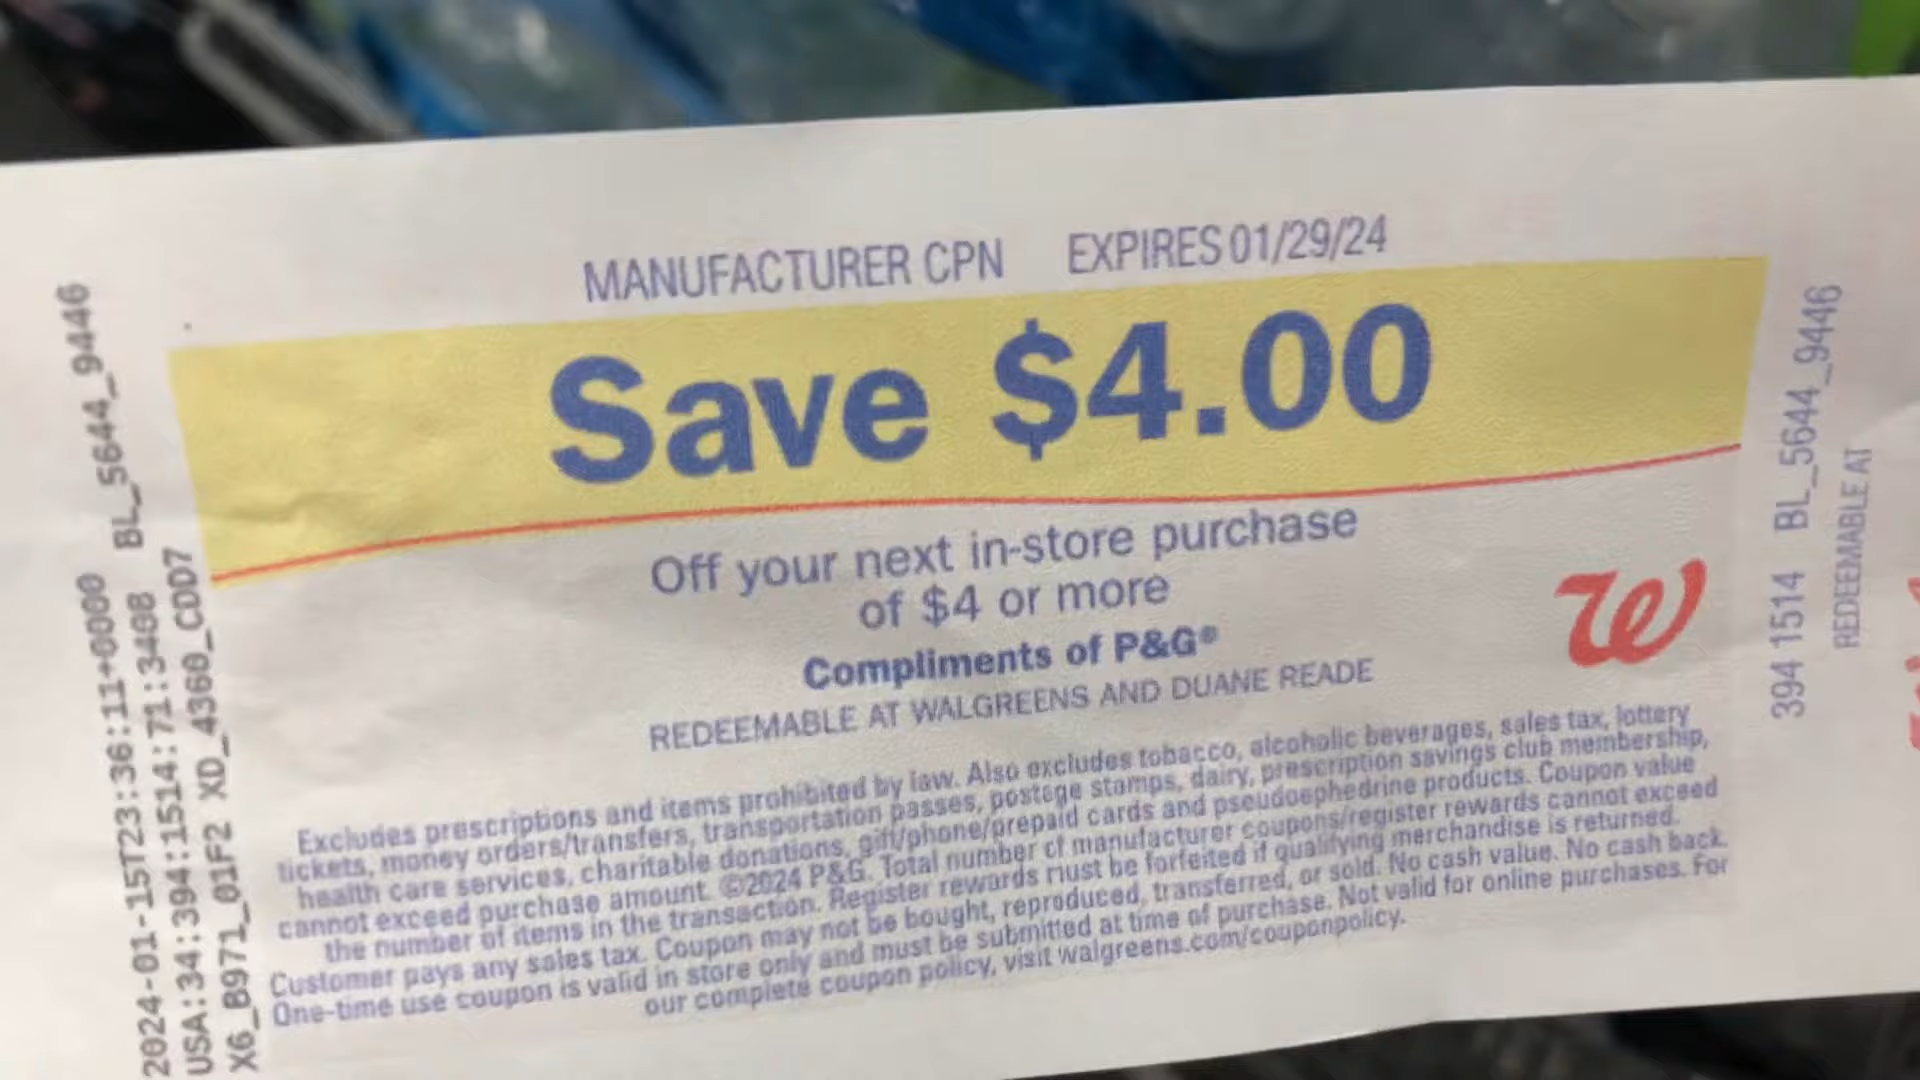 MANUFACTURER CPN EXPIRES 01/29/24
Save $4.00
Off your next in-store purchase
of $4 or more
Compliments of P&G®
REDEEMABLE AT WALGREENS AND DUANE READE
W
Excludes prescriptions and items prohibited by law. Also excludes tobacco, alcoholic beverages, sales tax, lottery
tickets, money orders/transfers, transportation passes, postage stamps, dairy, prescription savings club membership,
health care services, charitable donations, gift/phone/prepaid cards and pseudoephedrine products. Coupon value
cannot exceed purchase amount. ©2024 P&G. Total number of manufacturer coupons/register rewards cannot exceed
the number of items in the transaction. Register rewards must be forfeited if qualifying merchandise is returned.
Customer pays any sales tax. Coupon may not be bought, reproduced, transferred, or sold. No cash value. No cash back.
One-time use coupon is valid in store only and must be submitted at time of purchase. Not valid for online purchases. For
our complete coupon policy, visit walgreens.com/couponpolicy.
2024-01-15T23:36:11+0000 BL_5644_9446
USA:34:394:1514:71:3408
X6_B971_01F2 XD_4360_CDD7
394 1514 BL_5644_9446
REDEEMABLE AT